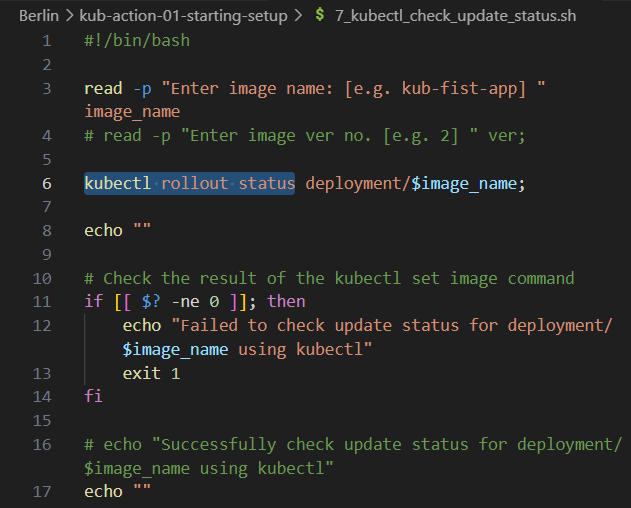 Berlin > kub-action-01-starting-setup > $ 7_kubectl_check_update_status.sh
1 #!/bin/bash
2
3 read -p "Enter image name: [e.g. kub-fist-app] "
image_name
4 # read -p "Enter image ver no. [e.g. 2] " ver;
5
6 kubectl rollout status deployment/$image_name;
7
8 echo ""
9
10 # Check the result of the kubectl set image command
11 if [[ $? -ne 0 ]]; then
12 echo "Failed to check update status for deployment/
$image_name using kubectl"
13 exit 1
14 fi
15
16 # echo "Successfully check update status for deployment/
$image_name using kubectl"
17 echo ""